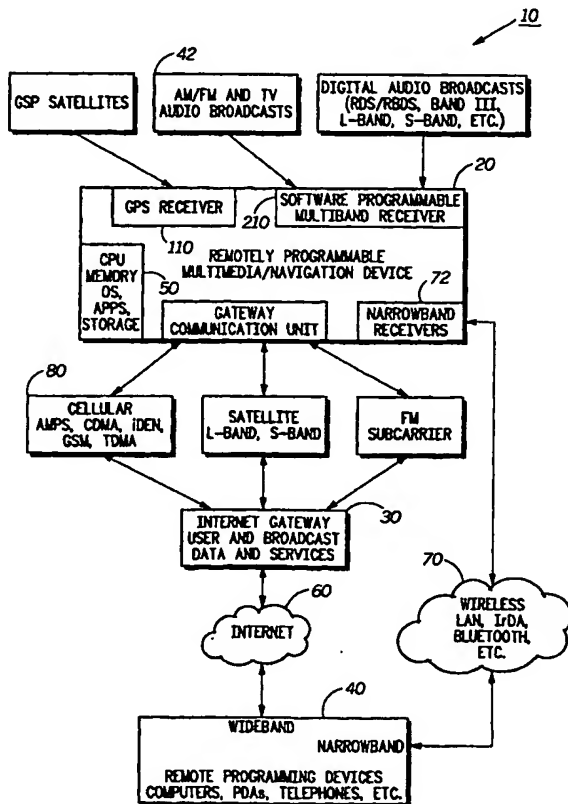 10
42
GSP SATELLITES
AM/FM AND TV
AUDIO BROADCASTS
DIGITAL AUDIO BROADCASTS
(RDS/RBDS, BAND III,
L-BAND, S-BAND, ETC.)
20
GPS RECEIVER
210
SOFTWARE PROGRAMMABLE
MULTIBAND RECEIVER
110
REMOTELY PROGRAMMABLE
MULTIMEDIA/NAVIGATION DEVICE
CPU
MEMORY
OS,
APPS,
STORAGE
50
72
GATEWAY
COMMUNICATION UNIT
NARROWBAND
RECEIVERS
80
CELLULAR
AMPS, CDMA, iDEN,
GSM, TDMA
SATELLITE
L-BAND, S-BAND
FM
SUBCARRIER
30
INTERNET GATEWAY
USER AND BROADCAST
DATA AND SERVICES
60
INTERNET
70
WIRELESS
LAN, IrDA,
BLUETOOTH,
ETC.
40
WIDEBAND
NARROWBAND
REMOTE PROGRAMMING DEVICES
COMPUTERS, PDAs, TELEPHONES, ETC.